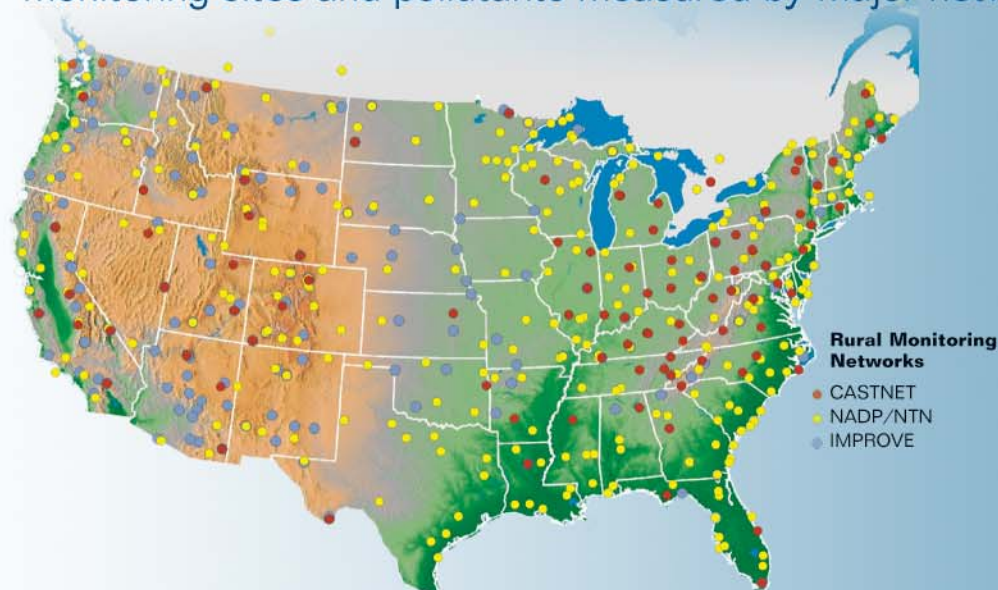 monitoring sites and pollutants measured by major
Rural Monitoring
Networks
CASTNET
NADP/NTN
IMPROVE